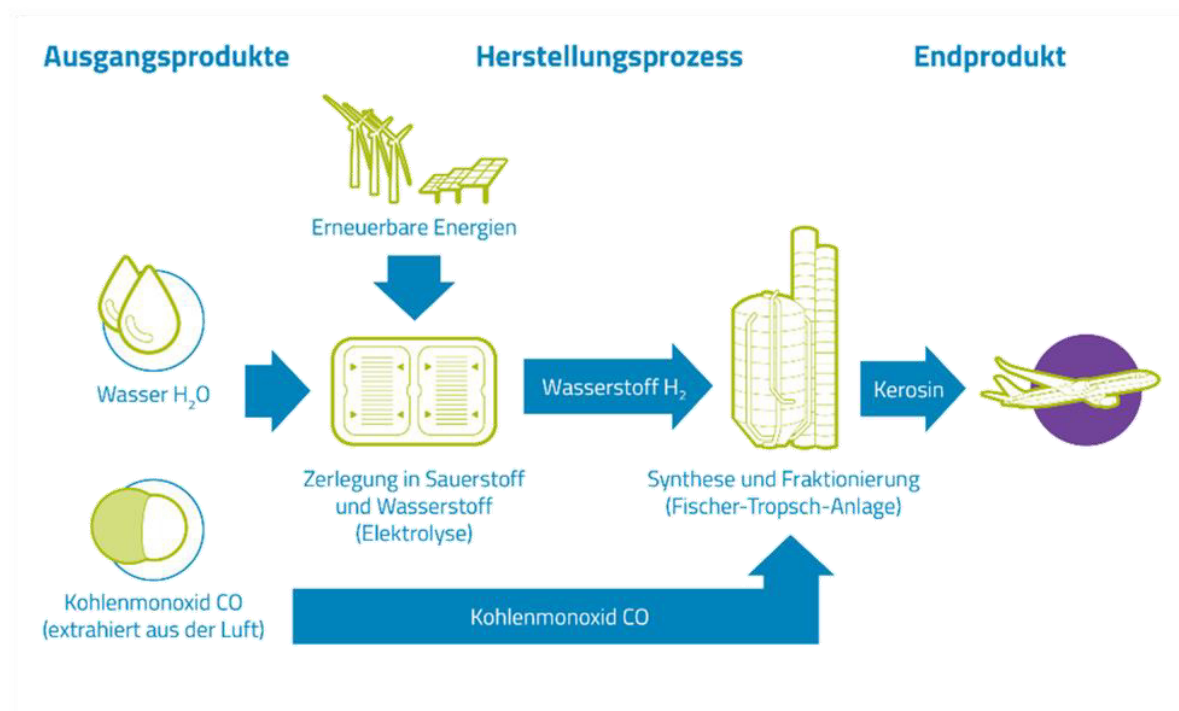 Ausgangsprodukte
Herstellungsprozess
Endprodukt
Erneuerbare Energien
Wasser H₂O
Zerlegung in Sauerstoff
und Wasserstoff
(Elektrolyse)
Wasserstoff H₂
Synthese und Fraktionierung
(Fischer-Tropsch-Anlage)
Kerosin
Kohlenmonoxid CO
(extrahiert aus der Luft)
Kohlenmonoxid CO